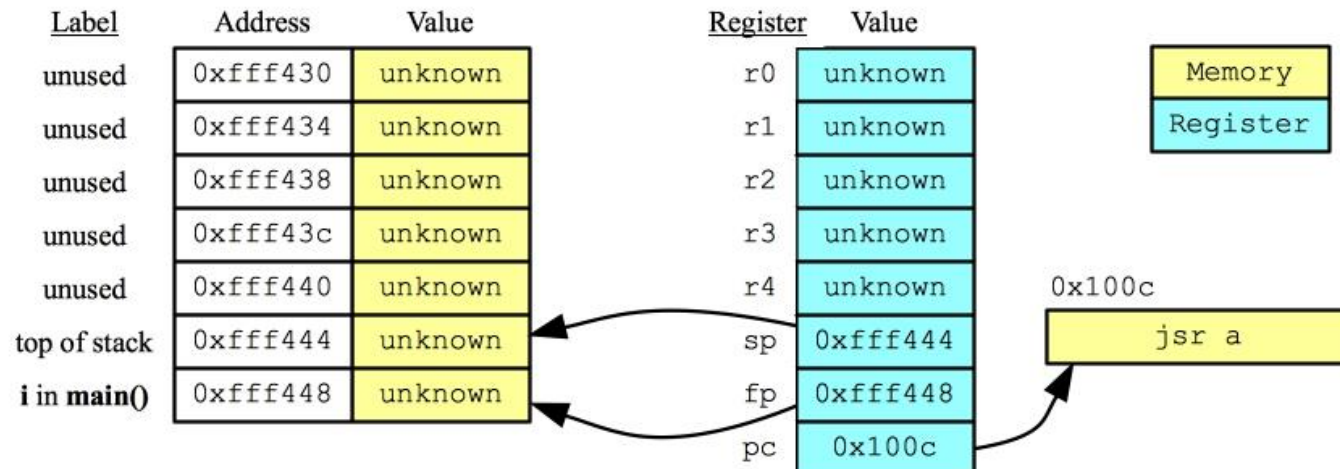 Label Address Value Register Value
unused 0xfff430 unknown r0 unknown Memory
unused 0xfff434 unknown r1 unknown Register
unused 0xfff438 unknown r2 unknown
unused 0xfff43c unknown r3 unknown
unused 0xfff440 unknown r4 unknown 0x100c
top of stack 0xfff444 unknown sp 0xfff444 jsr a
i in main() 0xfff448 unknown fp 0xfff448
pc 0x100c